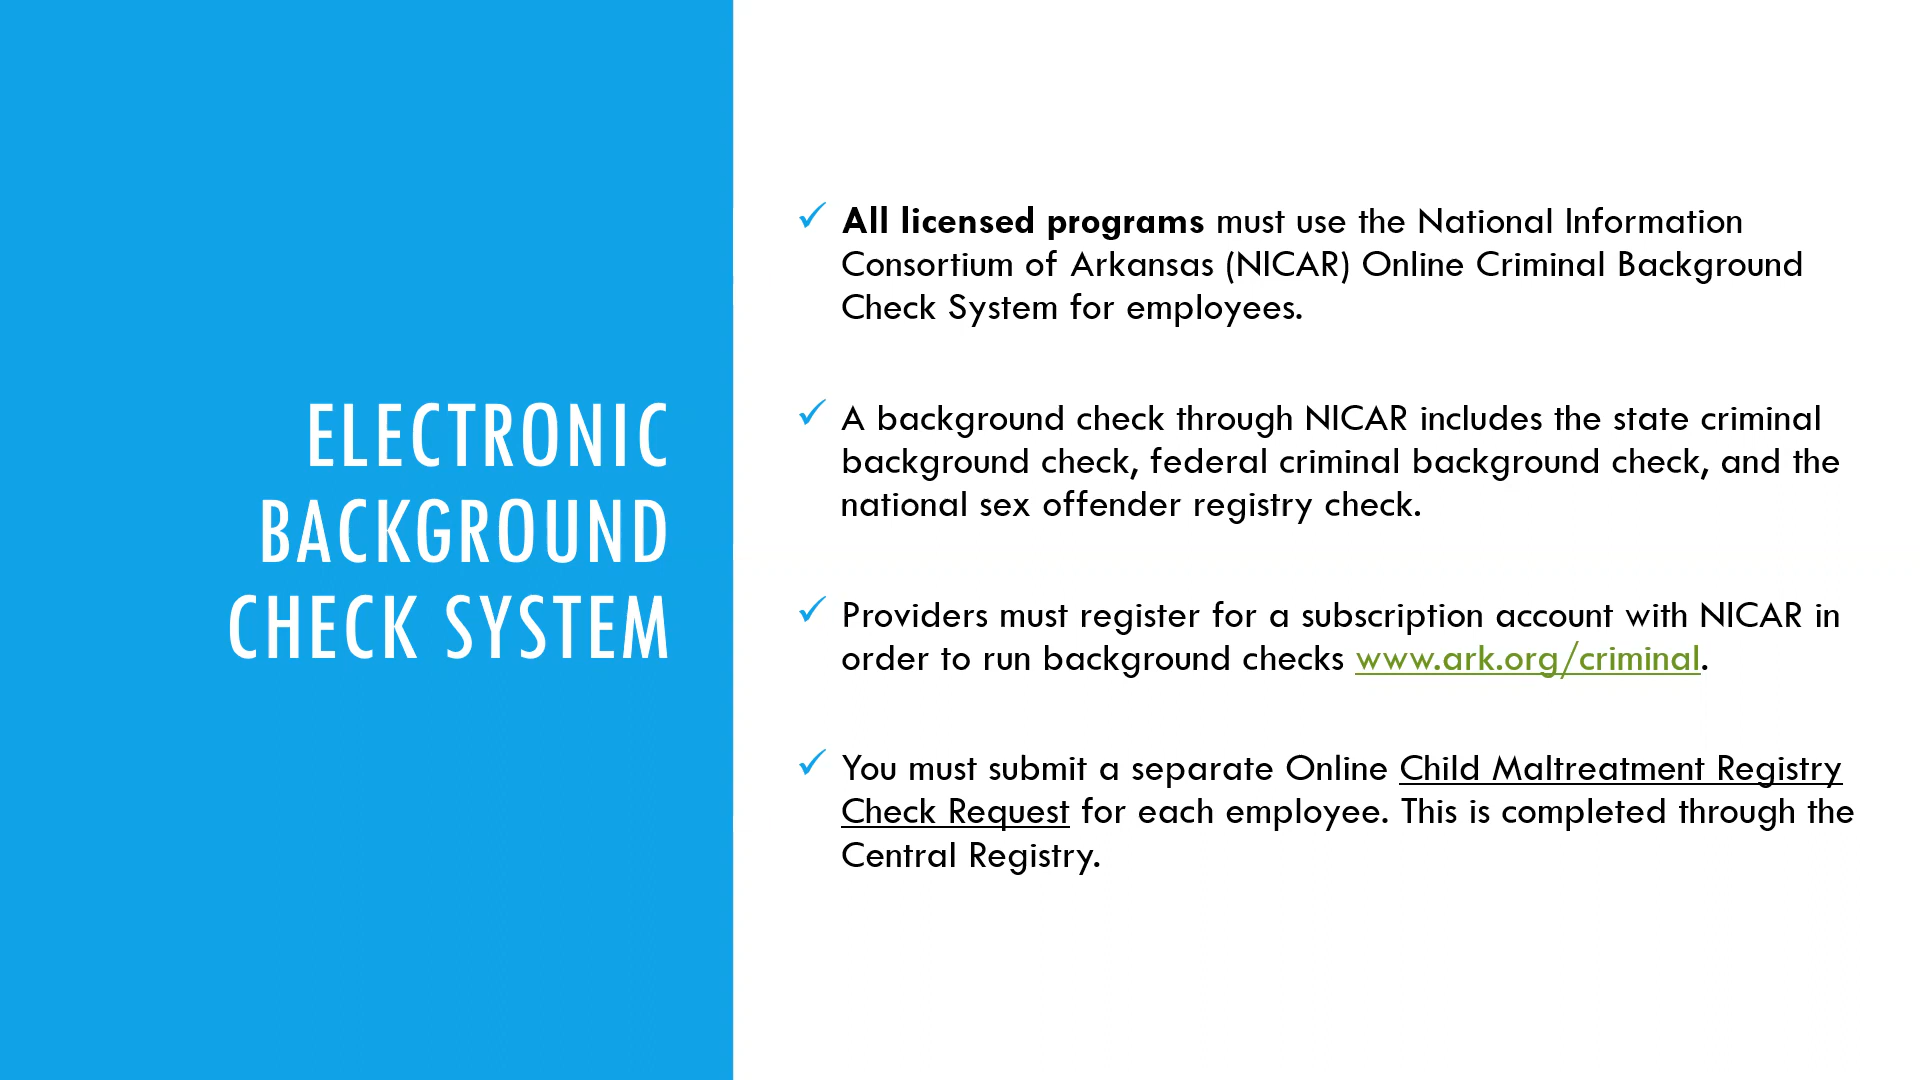 ELECTRONIC
BACKGROUND
CHECK SYSTEM
All licensed programs must use the National Information
Consortium of Arkansas (NICAR) Online Criminal Background
Check System for employees.
A background check through NICAR includes the state criminal
background check, federal criminal background check, and the
national sex offender registry check.
Providers must register for a subscription account with NICAR in
order to run background checks www.ark.org/criminal.
You must submit a separate Online Child Maltreatment Registry
Check Request for each employee. This is completed through the
Central Registry.